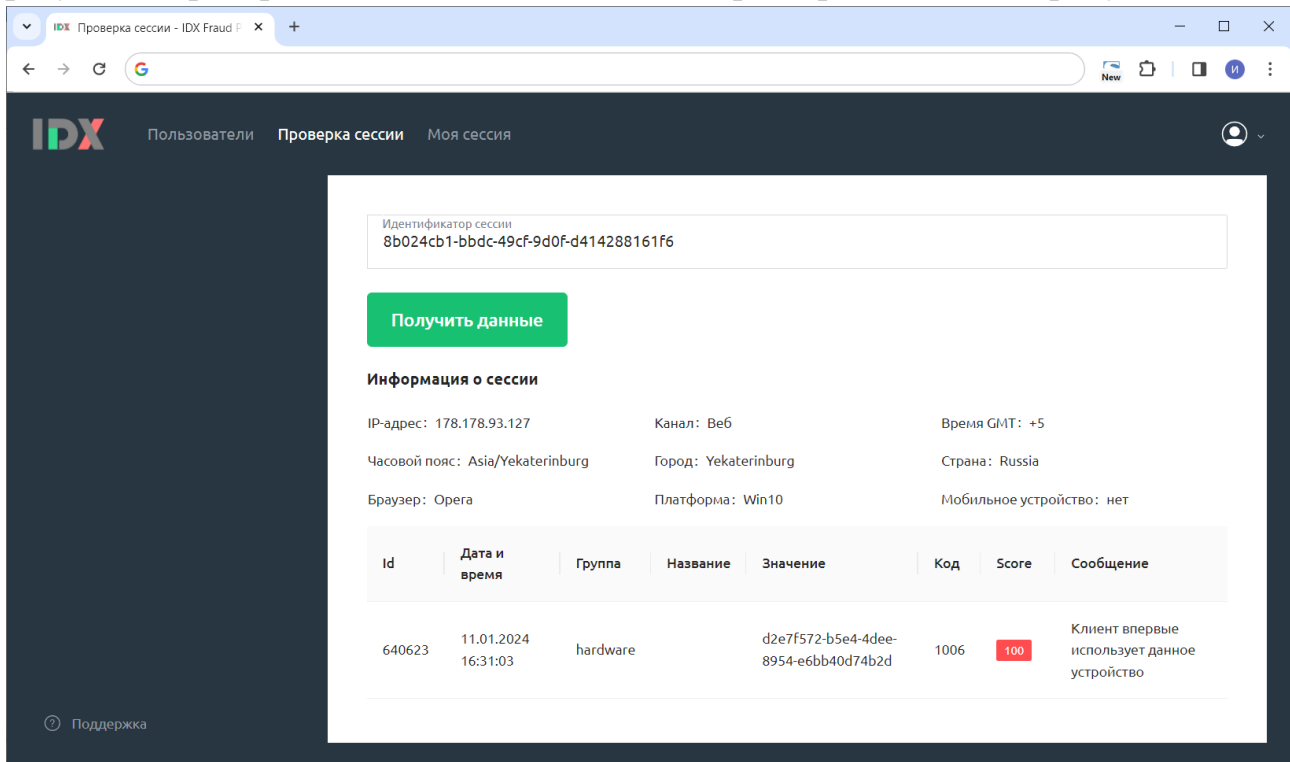 IDX Проверка сессии - IDX Fraud P
New
И
IDX Пользователи Проверка сессии Моя сессия
Идентификатор сессии
8b024cb1-bbdc-49cf-9d0f-d414288161f6
Получить данные
Информация о сессии
IP-адрес: 178.178.93.127 Канал: Веб Время GMT: +5
Часовой пояс: Asia/Yekaterinburg Город: Yekaterinburg Страна: Russia
Браузер: Opera Платформа: Win10 Мобильное устройство: нет
Id Дата и время Группа Название Значение Код Score Сообщение
640623 11.01.2024 16:31:03 hardware d2e7f572-b5e4-4dee-8954-e6bb40d74b2d 1006 100 Клиент впервые использует данное устройство
? Поддержка